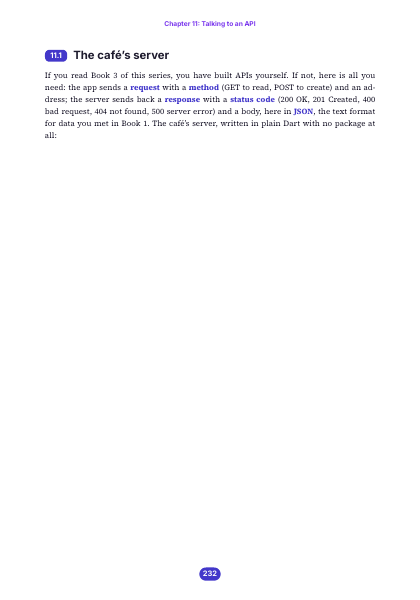 Chapter 11: Talking to an API
11.1 The café’s server
If you read Book 3 of this series, you have built APIs yourself. If not, here is all you
need: the app sends a request with a method (GET to read, POST to create) and an ad-
dress; the server sends back a response with a status code (200 OK, 201 Created, 400
bad request, 404 not found, 500 server error) and a body, here in JSON, the text format
for data you met in Book 1. The café’s server, written in plain Dart with no package at
all:
232